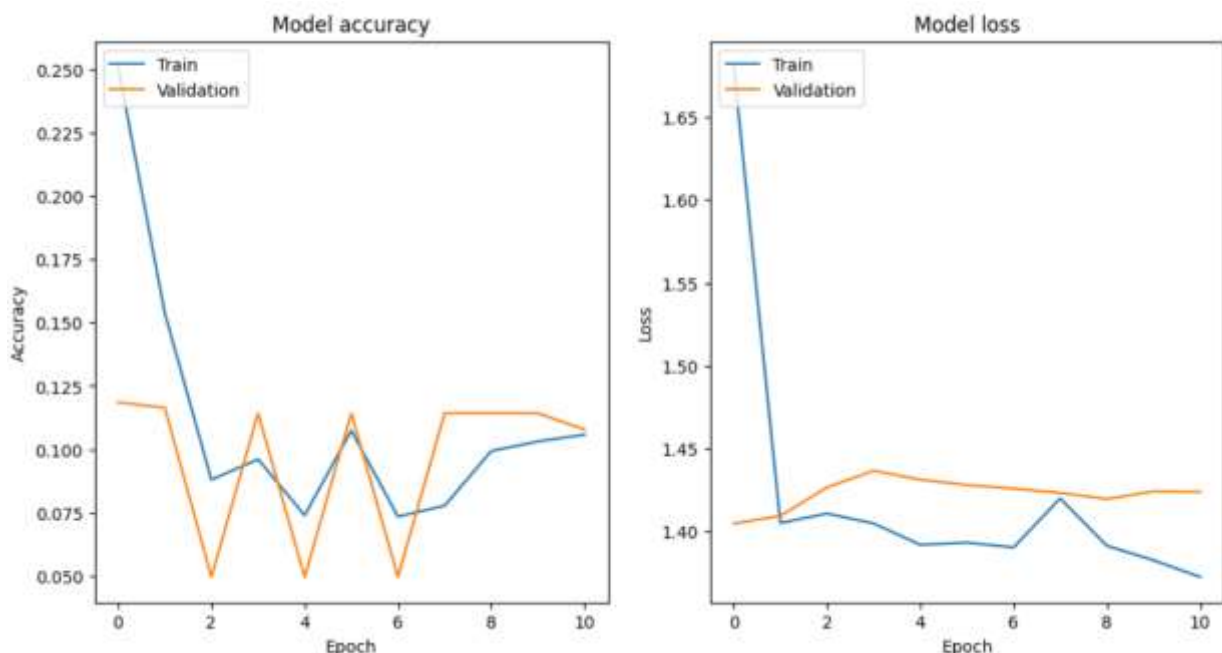 Model accuracy
Train
Validation
0.250
0.225
0.200
0.175
0.150
0.125
0.100
0.075
0.050
Accuracy
0
2
4
6
8
10
Epoch
Model loss
Train
Validation
1.65
1.60
1.55
1.50
1.45
1.40
Loss
0
2
4
6
8
10
Epoch